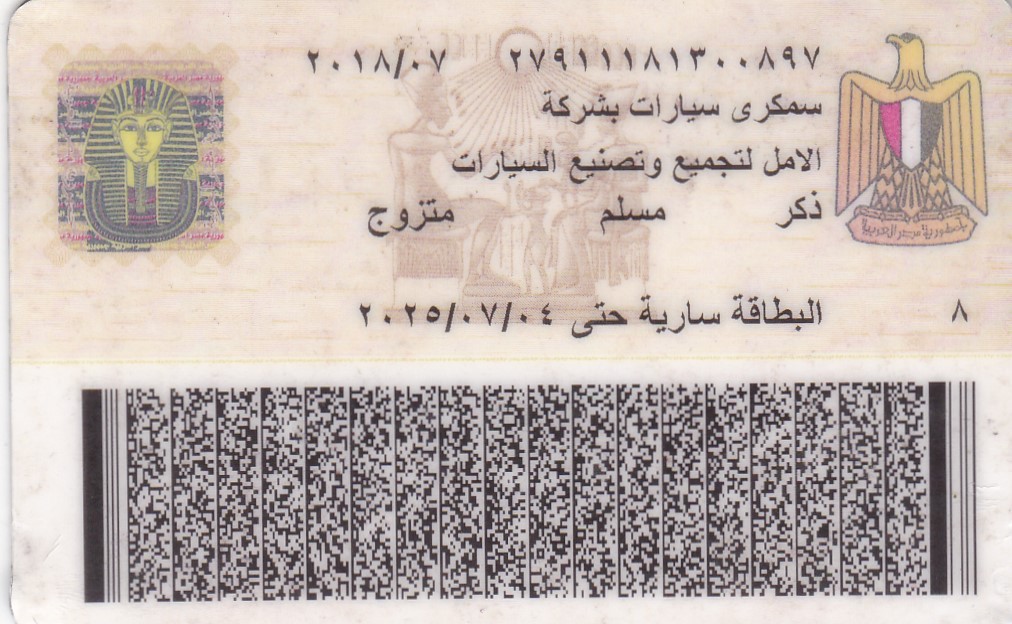 ٢٧٩١١١٨١٣٠٠٨٩٧ ٢٠١٨/٠٧
سمكرى سيارات بشركة
الامل لتجميع وتصنيع السيارات
ذكر مسلم متزوج
البطاقة سارية حتى ٢٠٢٥/٠٧/٠٤
٨
جمهورية مصر العربية